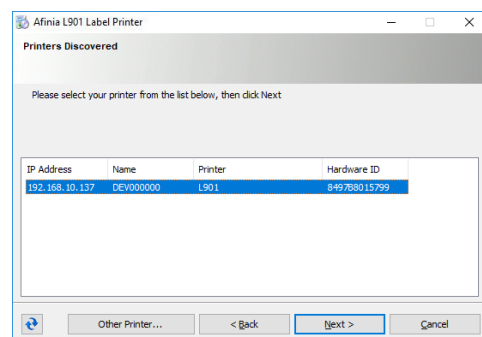 Afinia L901 Label Printer
Printers Discovered
Please select your printer from the list below, then click Next
IP Address Name Printer Hardware ID
192.168.10.137 DEV000000 L901 8497B8015799
Other Printer... < Back Next > Cancel